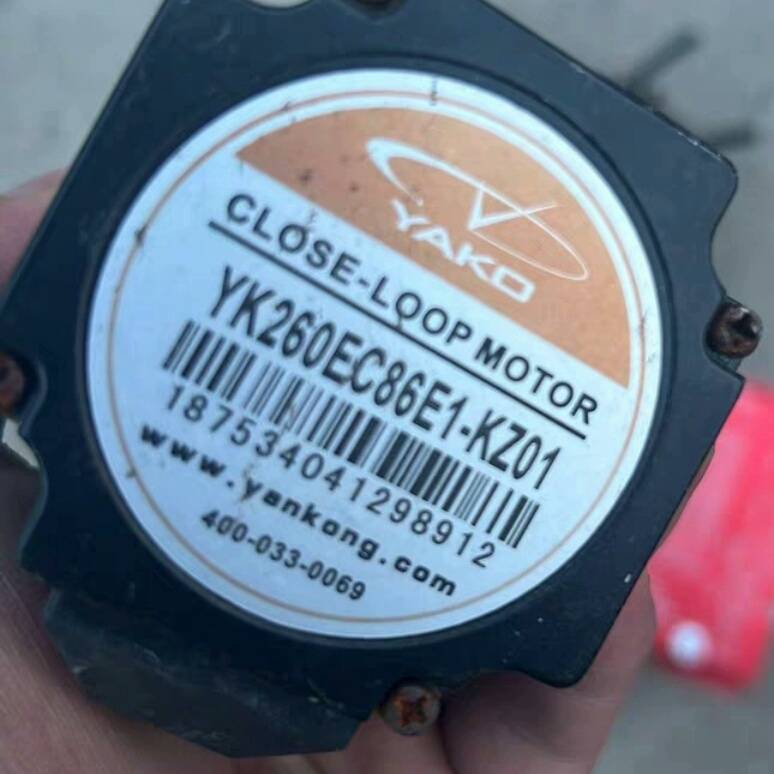 YAKO
CLOSE-LOOP MOTOR
YK260EC86E1-KZ01
187534041298912
www.yankong.com
400-033-0069